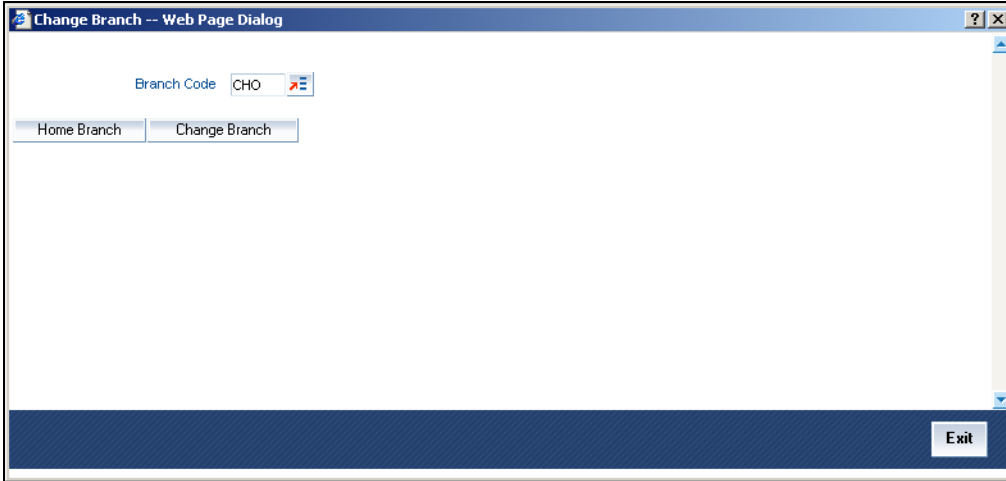 Change Branch -- Web Page Dialog ? X
Branch Code CHO
Home Branch Change Branch
Exit